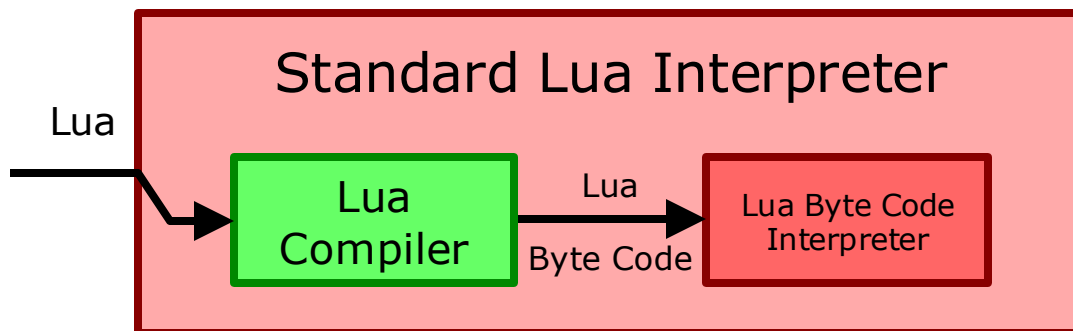 Standard Lua Interpreter
Lua
Lua
Compiler
Lua
Byte Code
Lua Byte Code
Interpreter